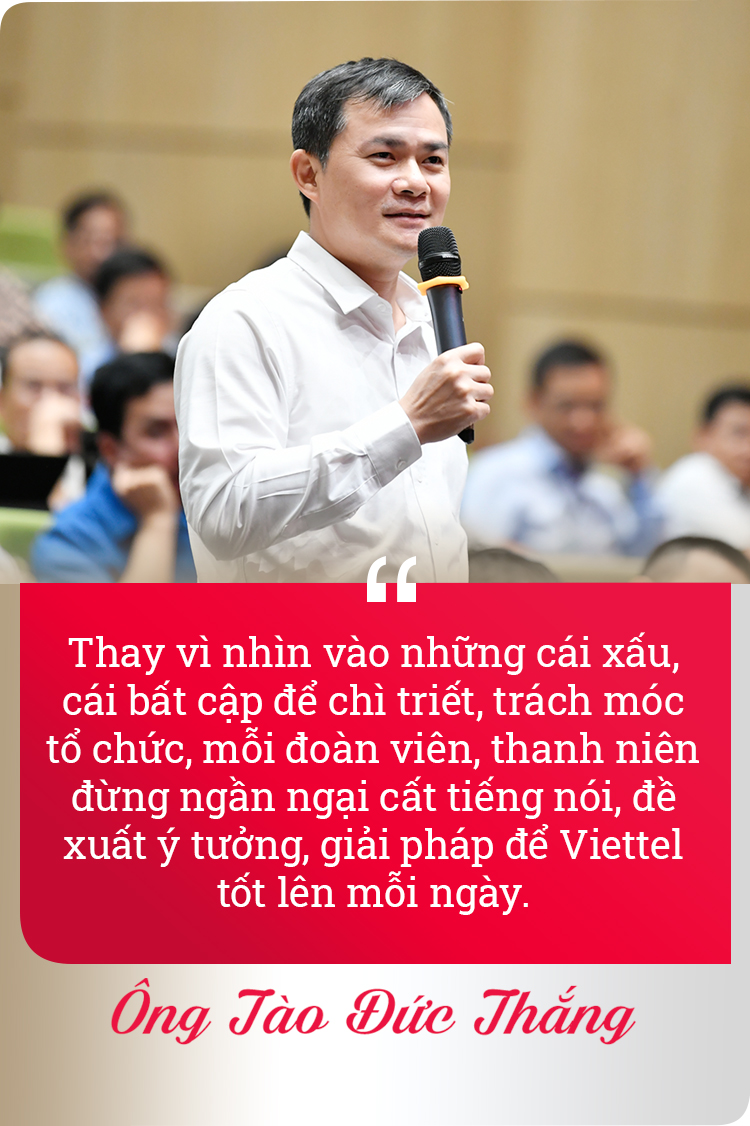 “
Thay vì nhìn vào những cái xấu,
cái bất cập để chì triết, trách móc
tổ chức, mỗi đoàn viên, thanh niên
đừng ngần ngại cất tiếng nói, đề
xuất ý tưởng, giải pháp để Viettel
tốt lên mỗi ngày.
Ông Tào Đức Thắng